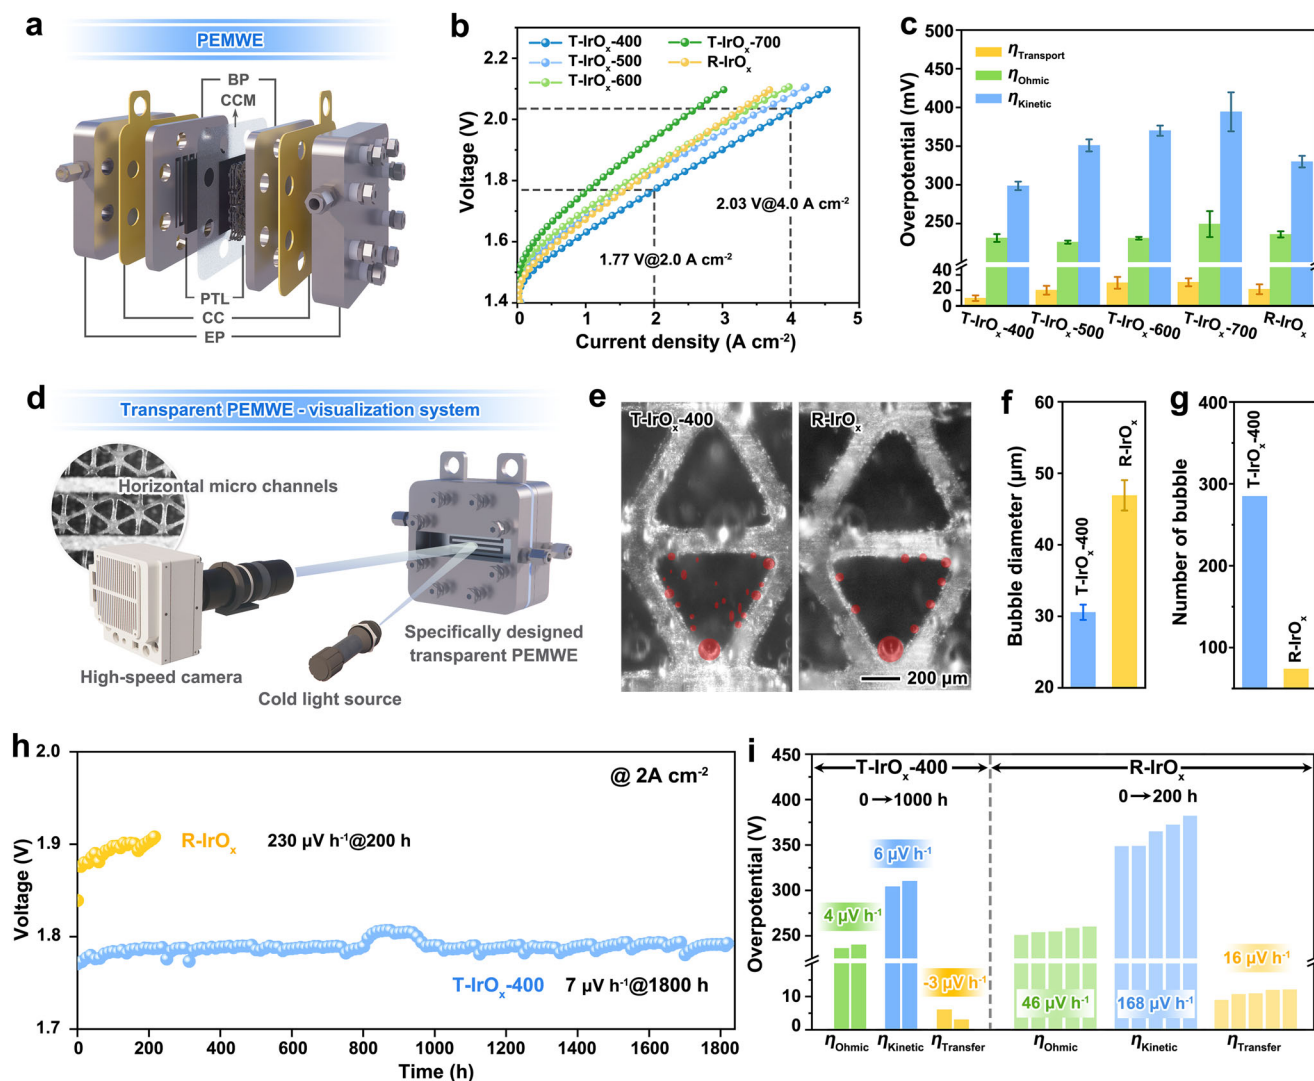 a
PEMWE
BP
CCM
PTL
CC
EP
b
T-IrOₓ-400
T-IrOₓ-500
T-IrOₓ-600
T-IrOₓ-700
R-IrOₓ
2.2
2.0
1.8
1.6
1.4
Voltage (V)
2.03 V@4.0 A cm⁻²
1.77 V@2.0 A cm⁻²
0 1 2 3 4 5
Current density (A cm⁻²)
c
500
450
400
350
300
250
200
40
20
0
Overpotential (mV)
ηTransport
ηOhmic
ηKinetic
T-IrOₓ-400 T-IrOₓ-500 T-IrOₓ-600 T-IrOₓ-700 R-IrOₓ
d
Transparent PEMWE - visualization system
Horizontal micro channels
High-speed camera
Cold light source
Specifically designed
transparent PEMWE
e
T-IrOₓ-400
R-IrOₓ
200 μm
f
60
50
40
30
20
Bubble diameter (μm)
T-IrOₓ-400
R-IrOₓ
g
400
300
200
100
Number of bubble
T-IrOₓ-400
R-IrOₓ
h
2.0
1.9
1.8
1.7
Voltage (V)
@ 2A cm⁻²
R-IrOₓ 230 μV h⁻¹@200 h
T-IrOₓ-400 7 μV h⁻¹@1800 h
0 200 400 600 800 1000 1200 1400 1600 1800
Time (h)
i
450
400
350
300
250
10
0
Overpotential (V)
T-IrOₓ-400
R-IrOₓ
0→1000 h
0→200 h
6 μV h⁻¹
4 μV h⁻¹
-3 μV h⁻¹
46 μV h⁻¹
168 μV h⁻¹
16 μV h⁻¹
ηOhmic ηKinetic ηTransfer
ηOhmic ηKinetic ηTransfer